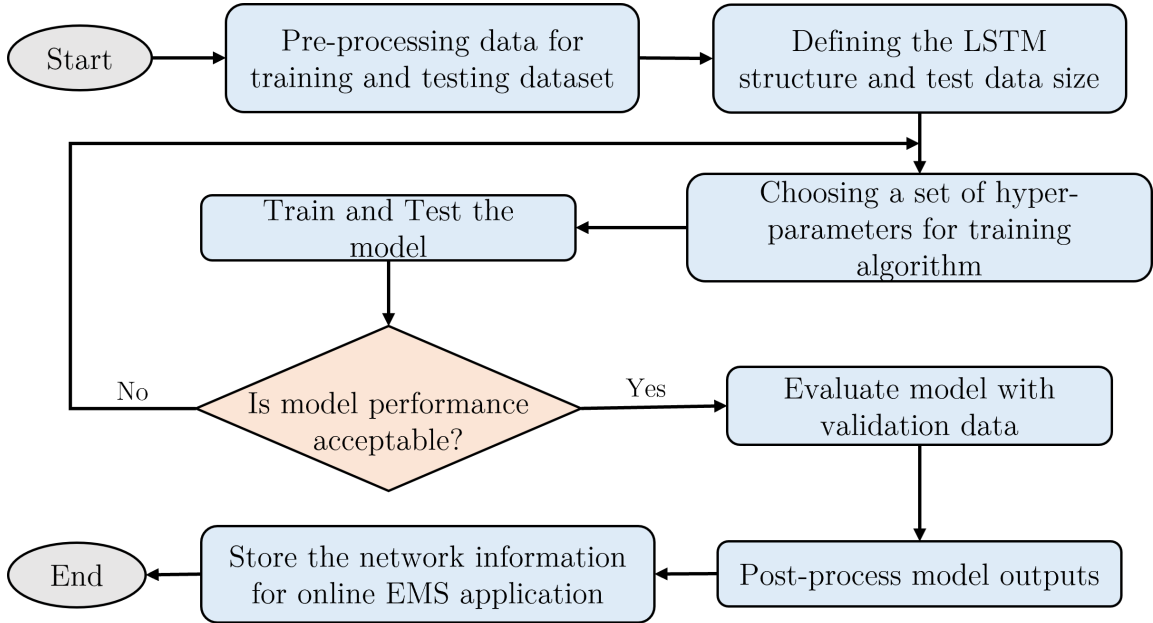 Start
Pre-processing data for
training and testing dataset
Defining the LSTM
structure and test data size
Choosing a set of hyper-
parameters for training
algorithm
Train and Test the
model
Is model performance
acceptable?
No
Yes
Evaluate model with
validation data
Post-process model outputs
Store the network information
for online EMS application
End